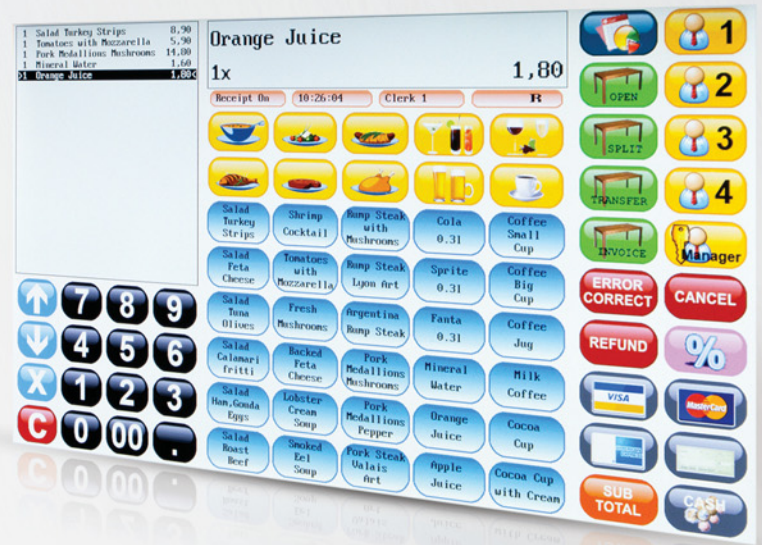 1 Salad Turkey Strips 8,90
1 Tomatoes with Mozzarella 5,90
1 Pork Medallions Mushrooms 14,80
1 Mineral Water 1,60
1 Orange Juice 1,80
Orange Juice
1x 1,80
Receipt On 10:26:04 Clerk 1 R
1
OPEN
2
SPLIT
3
TRANSFER
4
INVOICE
Manager
ERROR
CORRECT
CANCEL
REFUND
%
VISA
MasterCard
SUB
TOTAL
CASH
Salad
Turkey
Strips
Shrimp
Cocktail
Rump Steak
with
Mushrooms
Cola
0.31
Coffee
Small
Cup
Salad
Feta
Cheese
Tomatoes
with
Mozzarella
Rump Steak
Lyon Art
Sprite
0.31
Coffee
Big
Cup
Salad
Tuna
Olives
Fresh
Mushrooms
Argentina
Rump Steak
Fanta
0.31
Coffee
Jug
Salad
Calamari
fritti
Backed
Feta
Cheese
Pork
Medallions
Mushrooms
Mineral
Water
Milk
Coffee
Salad
Ham,Gouda
Eggs
Lobster
Cream
Soup
Pork
Medallions
Pepper
Orange
Juice
Cocoa
Cup
Salad
Roast
Beef
Smoked
Eel
Soup
Pork Steak
Valais
Art
Apple
Juice
Cocoa Cup
with Cream
7 8 9
4 5 6
X 1 2 3
C 0 00 .